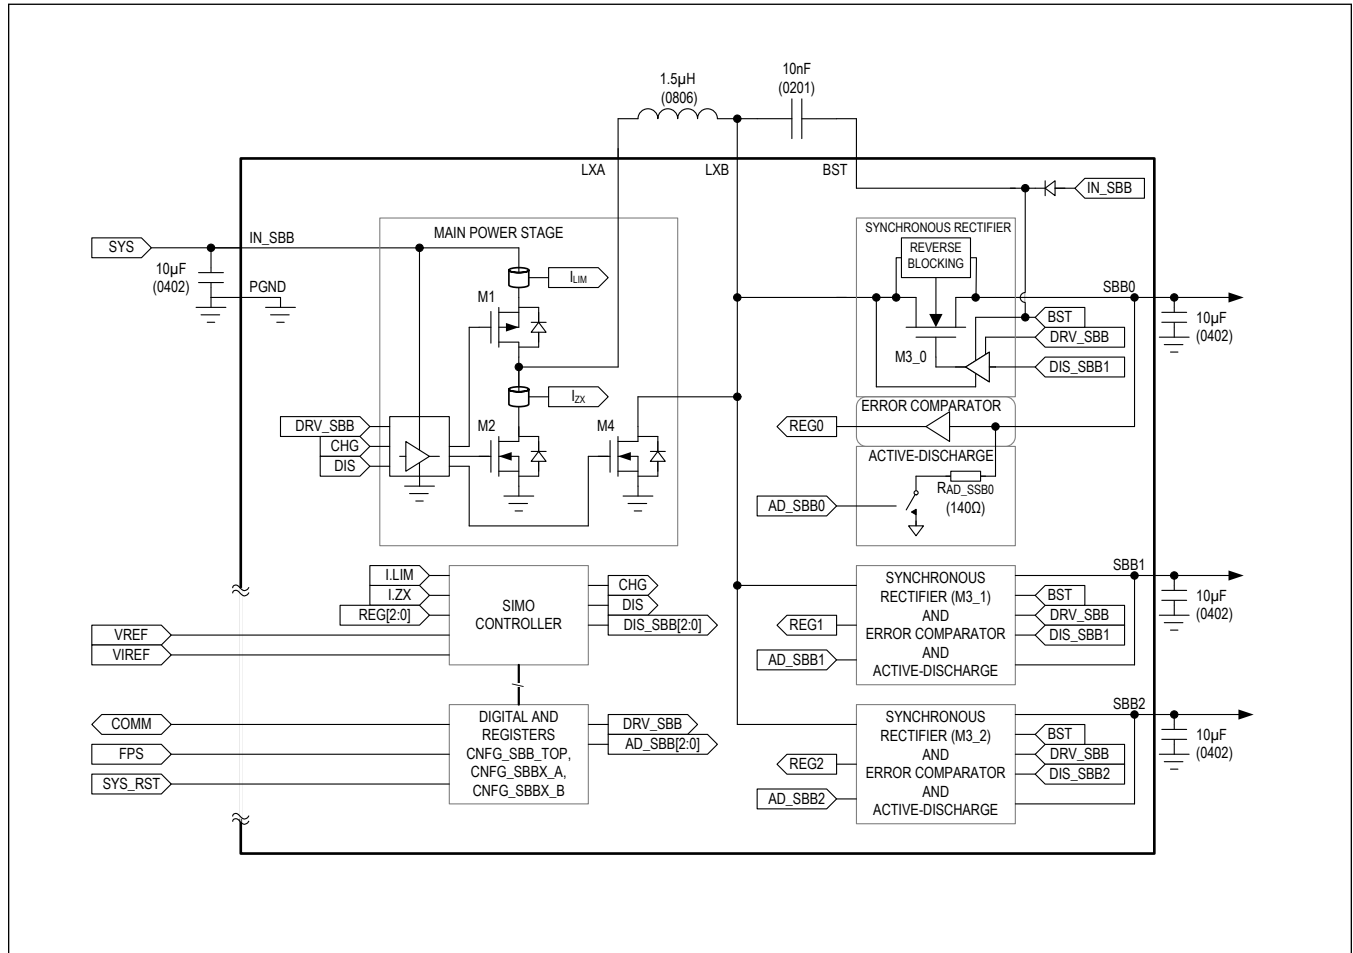 1.5µH
(0806)
10nF
(0201)
LXA
LXB
BST
IN_SBB
SYS
IN_SBB
10µF
(0402)
PGND
MAIN POWER STAGE
ILIM
M1
IZX
M2
M4
DRV_SBB
CHG
DIS
SYNCHRONOUS RECTIFIER
REVERSE
BLOCKING
M3_0
SBB0
BST
DRV_SBB
DIS_SBB1
10µF
(0402)
ERROR COMPARATOR
REG0
ACTIVE-DISCHARGE
RAD_SSB0
(140Ω)
AD_SBB0
I.LIM
I.ZX
REG[2:0]
VREF
VIREF
SIMO
CONTROLLER
CHG
DIS
DIS_SBB[2:0]
SYNCHRONOUS
RECTIFIER (M3_1)
AND
ERROR COMPARATOR
AND
ACTIVE-DISCHARGE
REG1
AD_SBB1
SBB1
BST
DRV_SBB
DIS_SBB1
10µF
(0402)
COMM
FPS
SYS_RST
DIGITAL AND
REGISTERS
CNFG_SBB_TOP,
CNFG_SBBX_A,
CNFG_SBBX_B
DRV_SBB
AD_SBB[2:0]
SYNCHRONOUS
RECTIFIER (M3_2)
AND
ERROR COMPARATOR
AND
ACTIVE-DISCHARGE
REG2
AD_SBB2
SBB2
BST
DRV_SBB
DIS_SBB2
10µF
(0402)